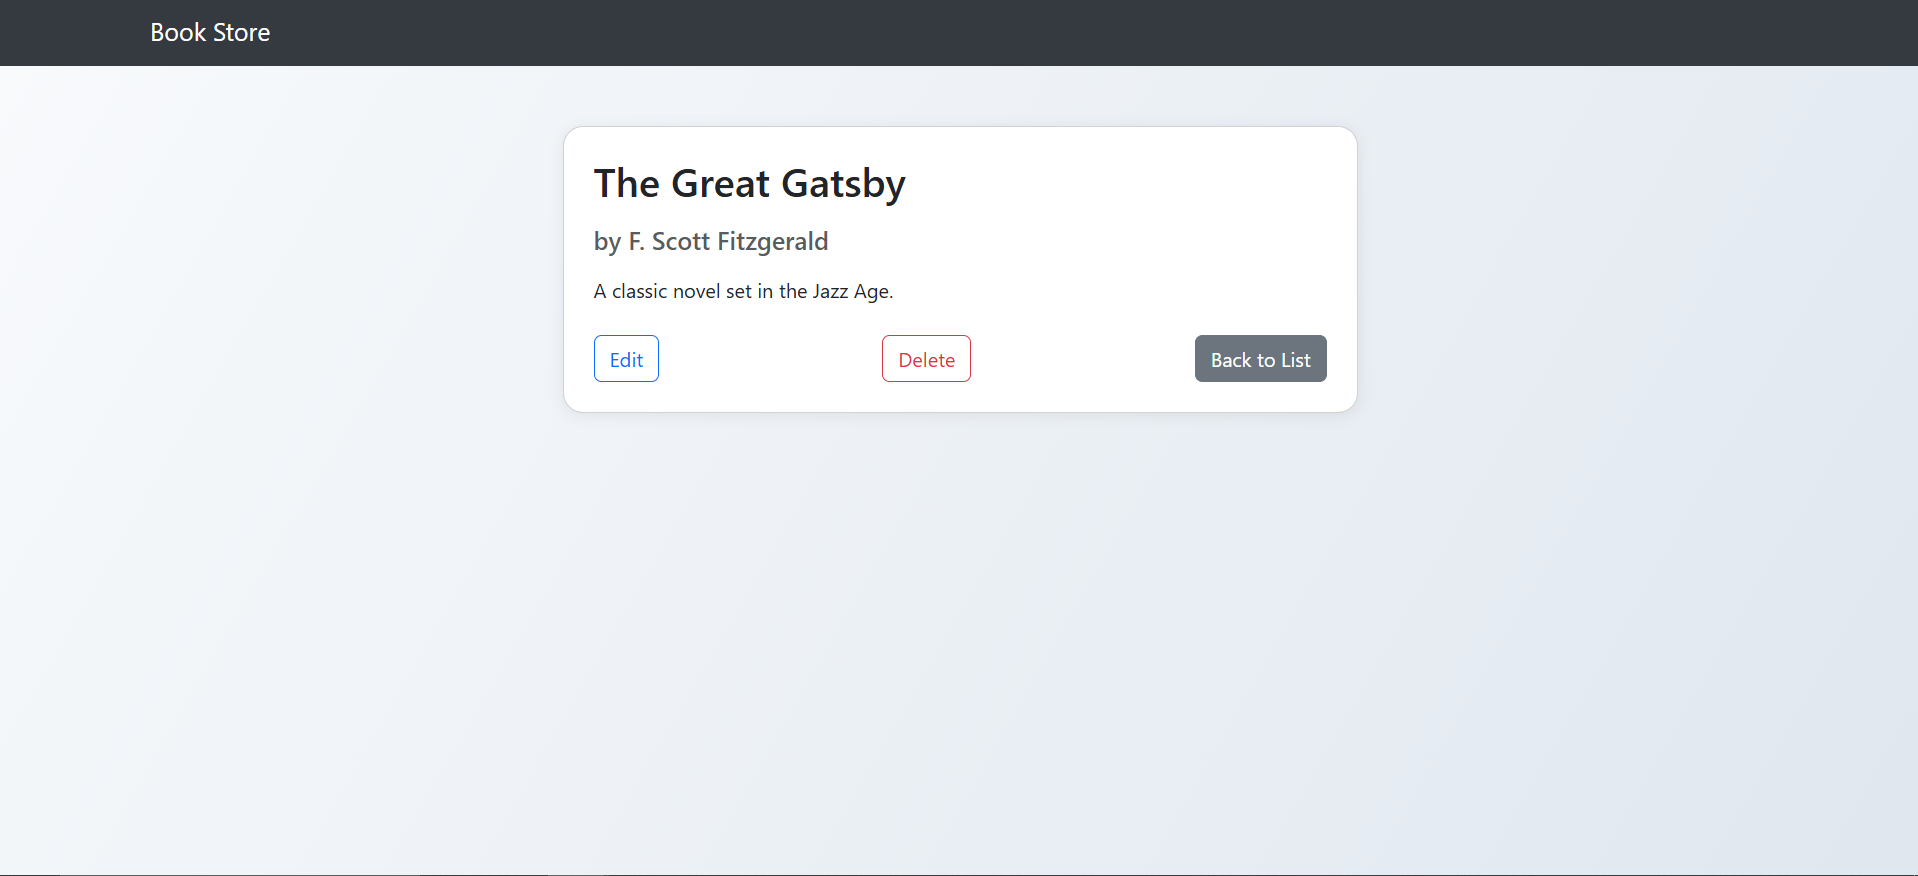 Book Store
The Great Gatsby
by F. Scott Fitzgerald
A classic novel set in the Jazz Age.
Edit Delete Back to List